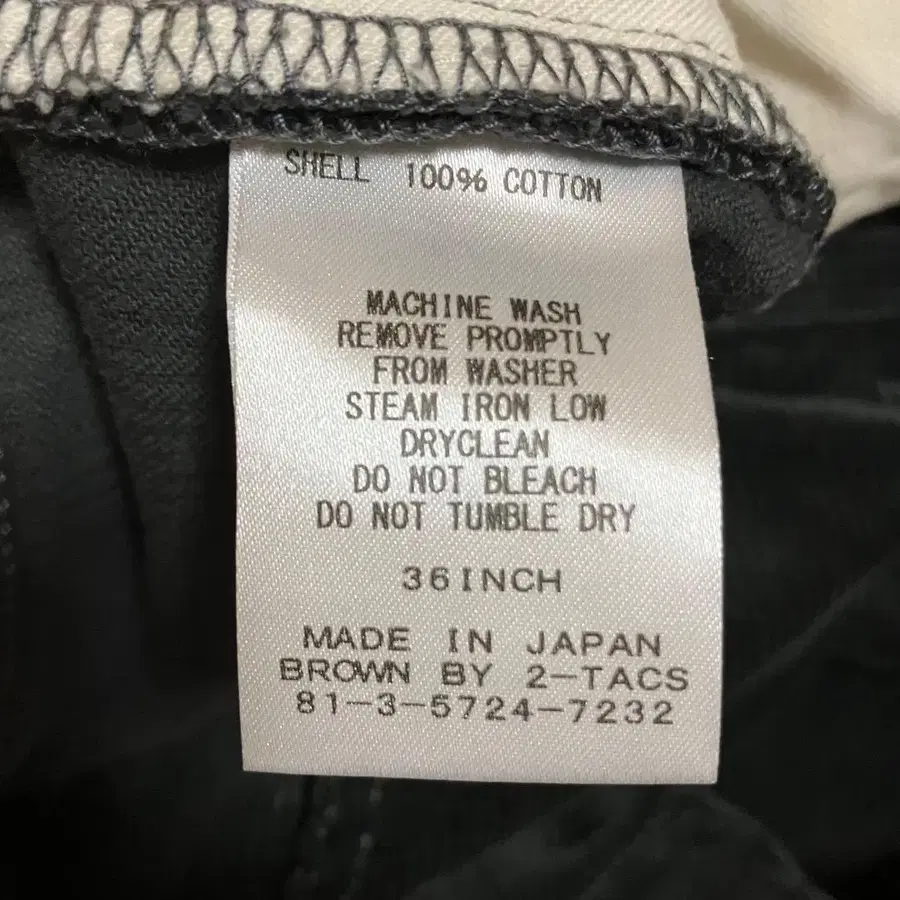 SHELL 100% COTTON
MACHINE WASH
REMOVE PROMPTLY
FROM WASHER
STEAM IRON LOW
DRYCLEAN
DO NOT BLEACH
DO NOT TUMBLE DRY
36INCH
MADE IN JAPAN
BROWN BY 2-TACS
81-3-5724-7232